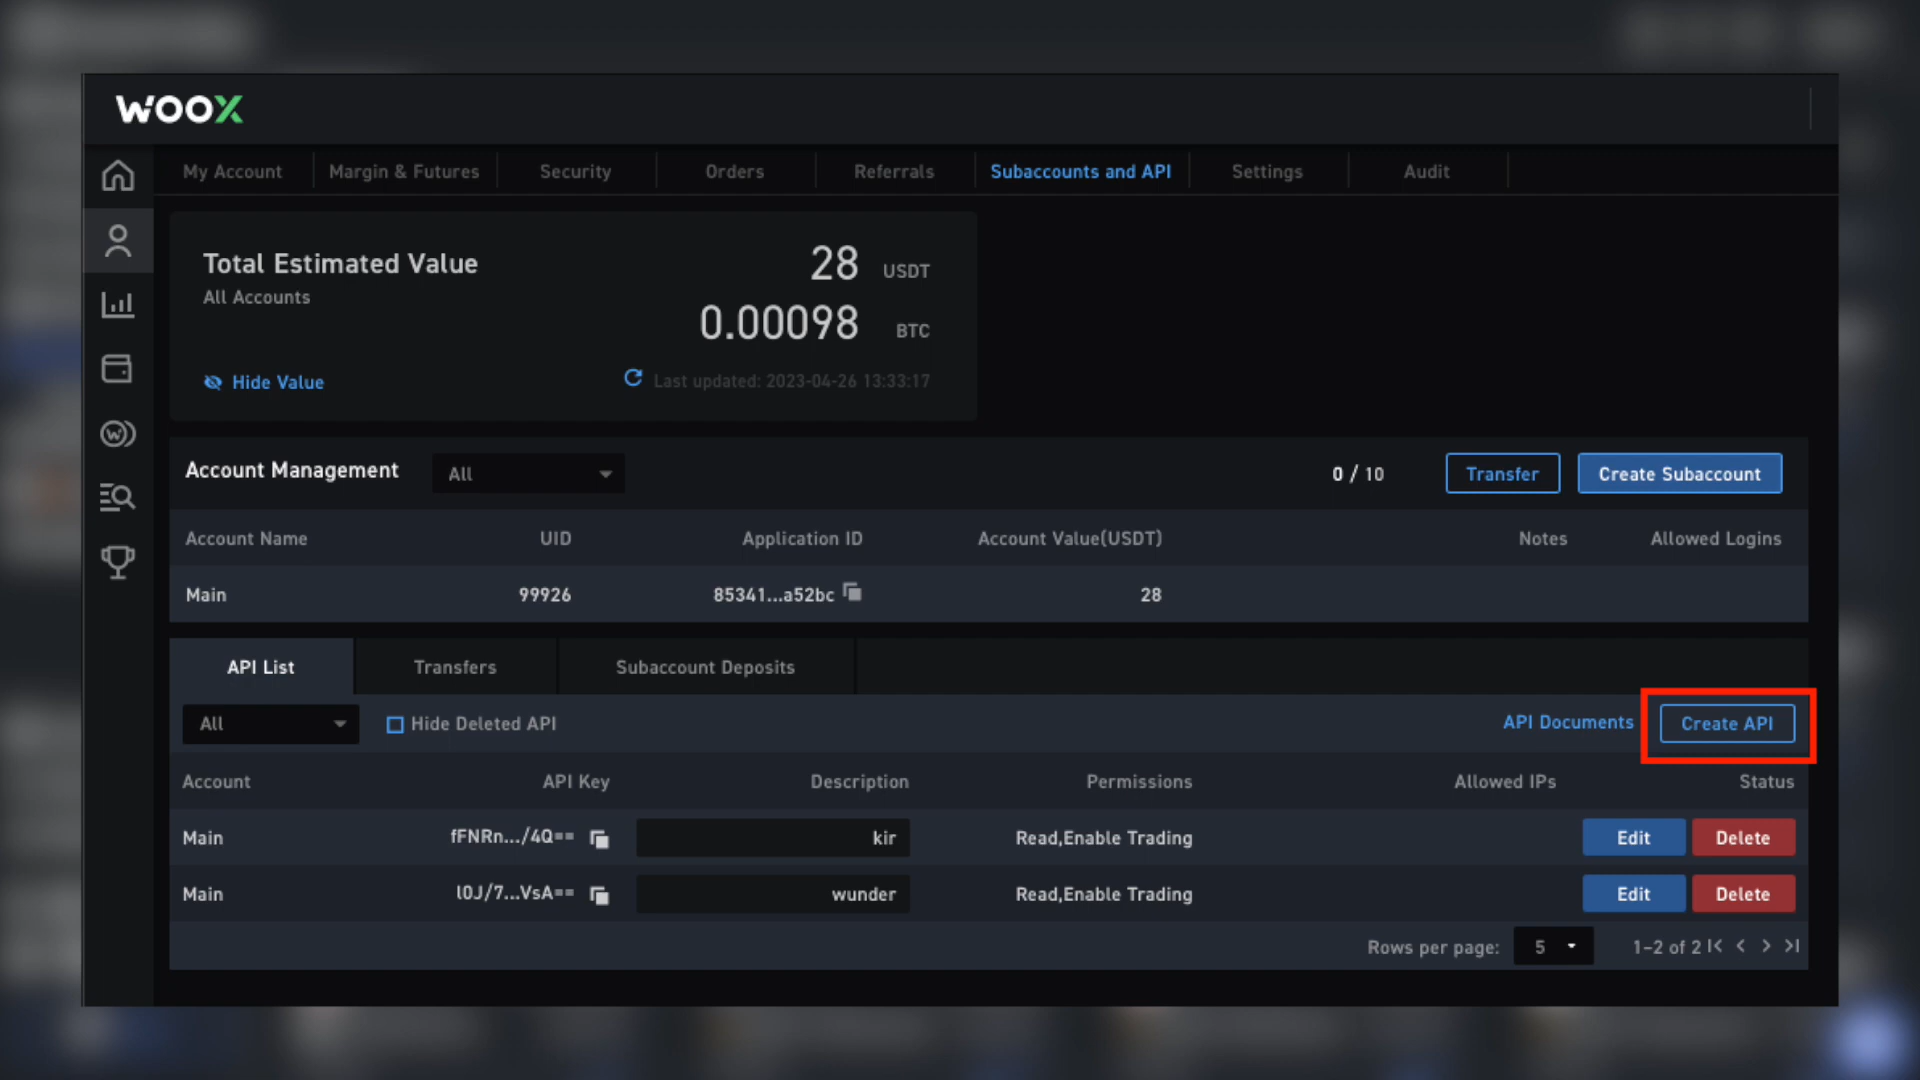 WOOX
My Account Margin & Futures Security Orders Referrals Subaccounts and API Settings Audit
Total Estimated Value
All Accounts
28 USDT
0.00098 BTC
Hide Value
Last updated: 2023-04-26 13:33:17
Account Management All 0 / 10 Transfer Create Subaccount
Account Name UID Application ID Account Value(USDT) Notes Allowed Logins
Main 99926 85341...a52bc 28
API List Transfers Subaccount Deposits
All Hide Deleted API API Documents Create API
Account API Key Description Permissions Allowed IPs Status
Main fFNRn.../4Q== kir Read,Enable Trading Edit Delete
Main l0J/7...VsA== wunder Read,Enable Trading Edit Delete
Rows per page: 5 1-2 of 2